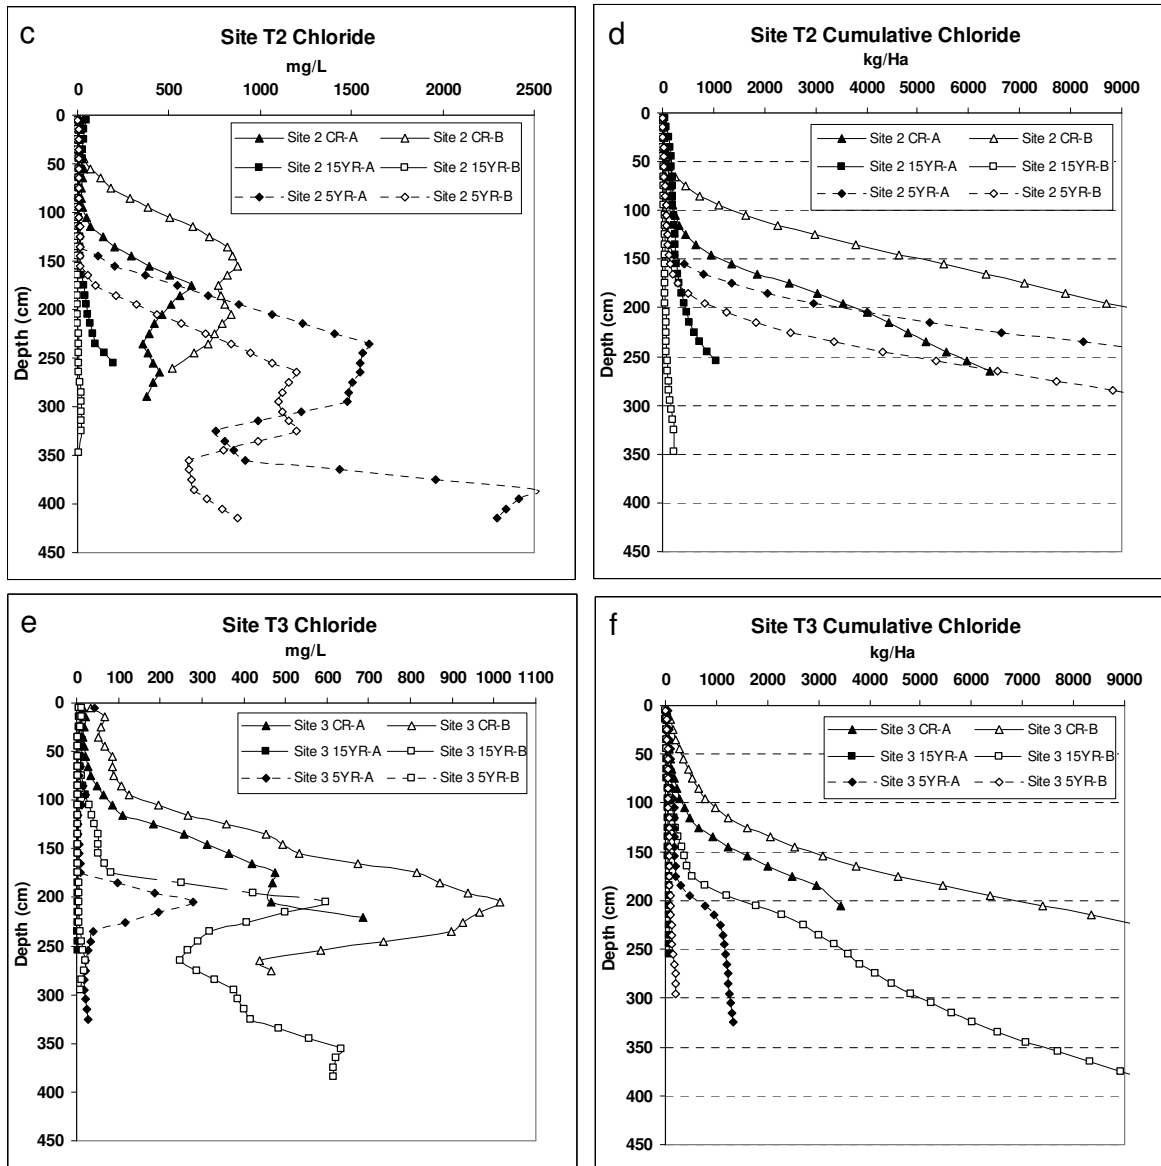 c
Site T2 Chloride
mg/L
0 500 1000 1500 2000 2500
0
50
100
150
200
250
300
350
400
450
Depth (cm)
Site 2 CR-A Site 2 CR-B
Site 2 15YR-A Site 2 15YR-B
Site 2 5YR-A Site 2 5YR-B
d
Site T2 Cumulative Chloride
kg/Ha
0 1000 2000 3000 4000 5000 6000 7000 8000 9000
0
50
100
150
200
250
300
350
400
450
Depth (cm)
Site 2 CR-A Site 2 CR-B
Site 2 15YR-A Site 2 15YR-B
Site 2 5YR-A Site 2 5YR-B
e
Site T3 Chloride
mg/L
0 100 200 300 400 500 600 700 800 900 1000 1100
0
50
100
150
200
250
300
350
400
450
Depth (cm)
Site 3 CR-A Site 3 CR-B
Site 3 15YR-A Site 3 15YR-B
Site 3 5YR-A Site 3 5YR-B
f
Site T3 Cumulative Chloride
kg/Ha
0 1000 2000 3000 4000 5000 6000 7000 8000 9000
0
50
100
150
200
250
300
350
400
450
Depth (cm)
Site 3 CR-A Site 3 CR-B
Site 3 15YR-A Site 3 15YR-B
Site 3 5YR-A Site 3 5YR-B